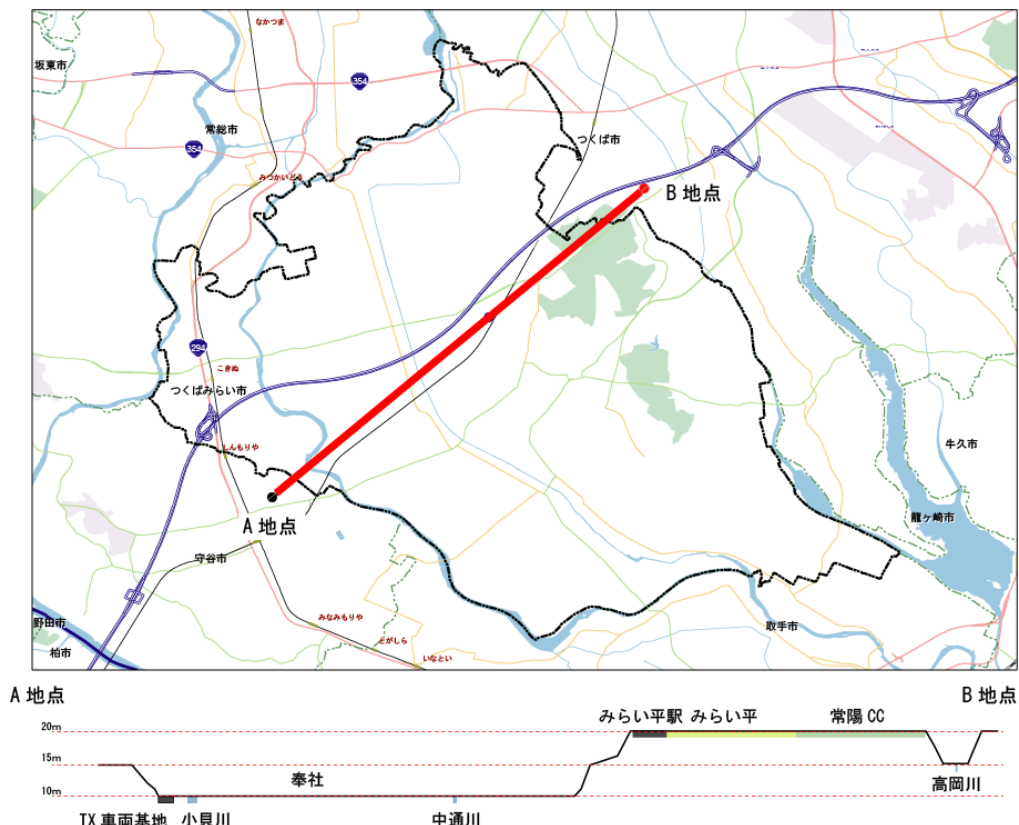 なかつま
坂東市
354
常総市
354
つくば市
みつかいどう
B 地点
294
こきぬ
つくばみらい市
しんもりや
牛久市
龍ヶ崎市
A 地点
守谷市
みなみもりや
野田市
取手市
とがしら
柏市
いなとい
A 地点
B 地点
みらい平駅
みらい平
常陽 CC
20m
15m
奉社
高岡川
10m
TX 車両基地
小見川
中通川